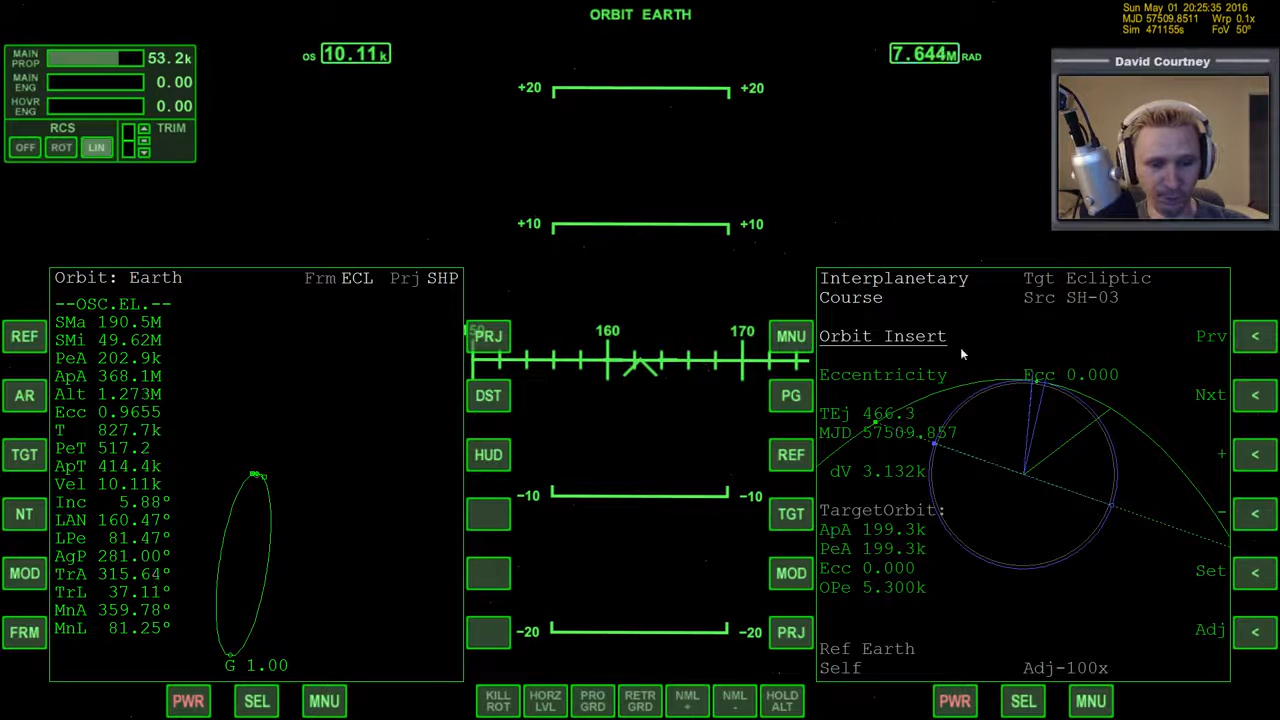 ORBIT EARTH
Sun May 01 20:25:35 2016
MJD 57509.8511 Wrp 0.1x
Sim 471155s FoV 50°
David Courtney
MAIN PROP 53.2k
MAIN ENG 0.00
HOVR ENG 0.00
RCS TRIM
OFF ROT LIN
OS 10.11k
7.644M RAD
+20 +20
+10 +10
160 170
-10 -10
-20 -20
Orbit: Earth Frm ECL Prj SHP
--OSC.EL.--
SMa 190.5M
SMi 49.62M
PeA 202.9k
ApA 368.1M
Alt 1.273M
Ecc 0.9655
T 827.7k
PeT 517.2
ApT 414.4k
Vel 10.11k
Inc 5.88°
LAN 160.47°
LPe 81.47°
AgP 281.00°
TrA 315.64°
TrL 37.11°
MnA 359.78°
MnL 81.25°
G 1.00
REF
AR
TGT
NT
MOD
FRM
PRJ
DST
HUD
PWR SEL MNU
KILL ROT
HORZ LVL
PRO GRD
RETR GRD
NML +
NML -
HOLD ALT
MNU
PG
REF
TGT
MOD
PRJ
Interplanetary Tgt Ecliptic
Course Src SH-03
Orbit Insert
Eccentricity Ecc 0.000
TEj 466.3
MJD 57509.857
dV 3.132k
TargetOrbit:
ApA 199.3k
PeA 199.3k
Ecc 0.000
OPe 5.300k
Ref Earth
Self Adj-100x
Prv <
Nxt <
+ <
- <
Set <
Adj <
PWR SEL MNU